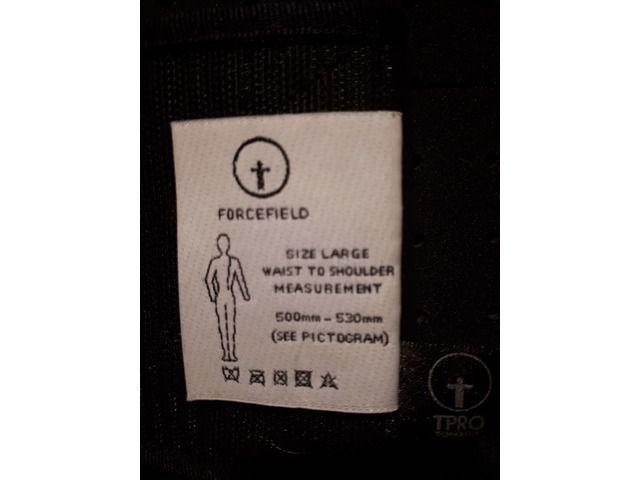 FORCEFIELD
SIZE LARGE
WAIST TO SHOULDER
MEASUREMENT
500mm - 530mm
(SEE PICTOGRAM)
TPRO